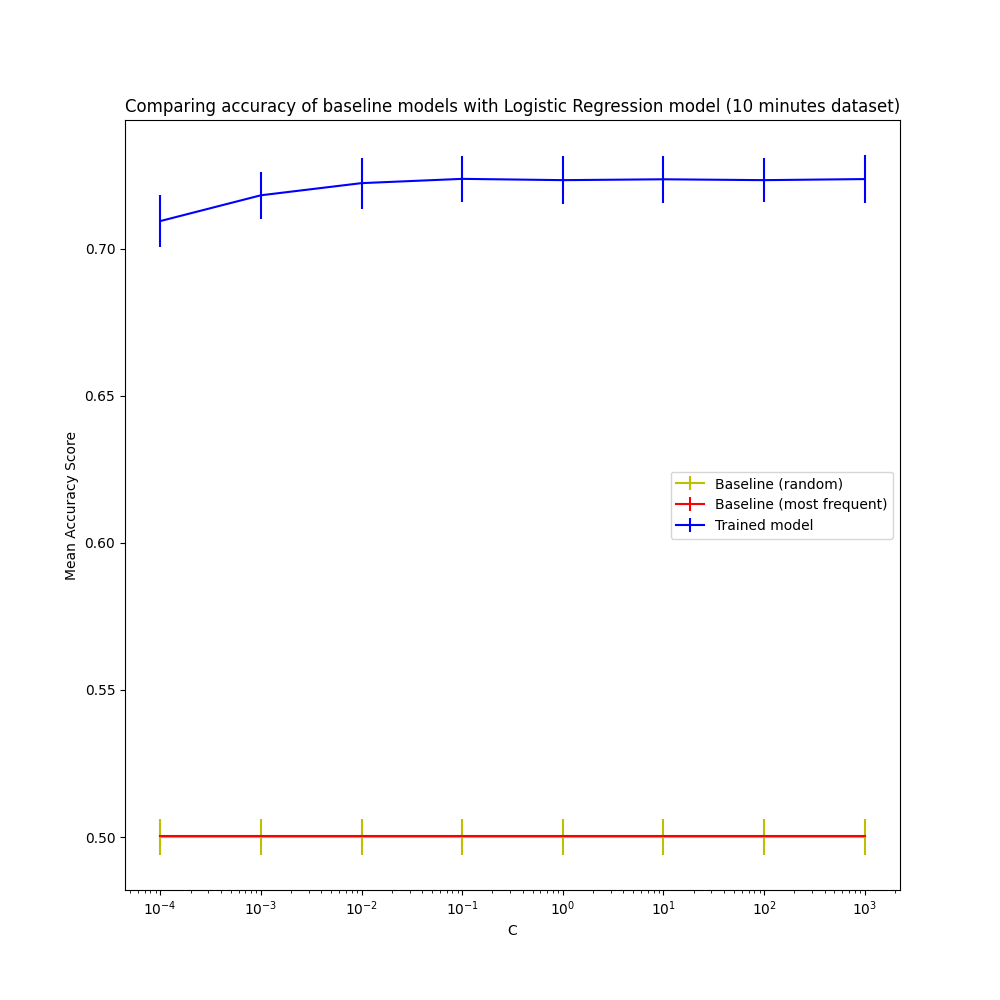 Comparing accuracy of baseline models with Logistic Regression model (10 minutes dataset)
Mean Accuracy Score
0.70
0.65
0.60
0.55
0.50
Baseline (random)
Baseline (most frequent)
Trained model
10⁻⁴ 10⁻³ 10⁻² 10⁻¹ 10⁰ 10¹ 10² 10³
C